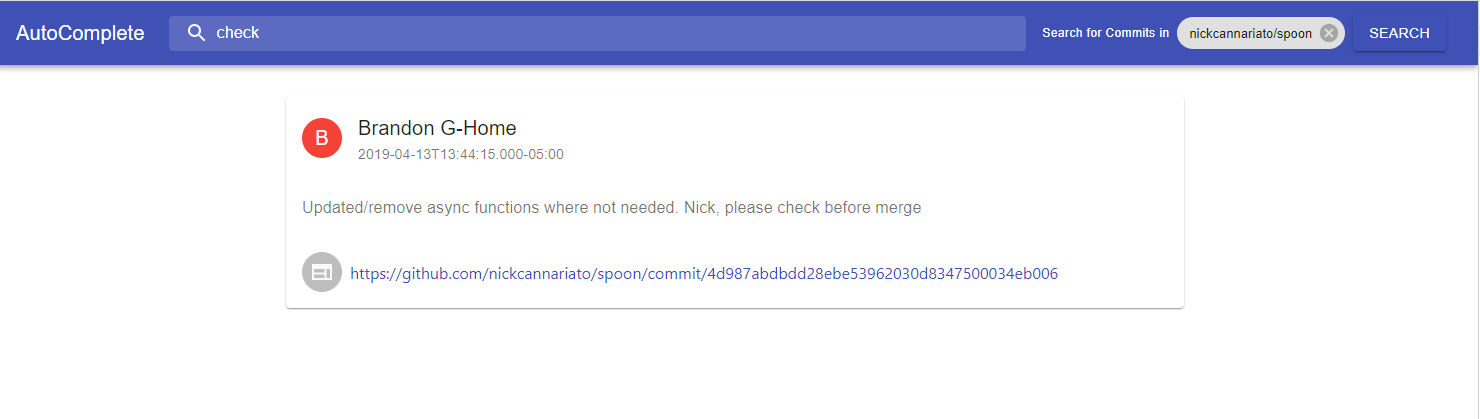 AutoComplete check Search for Commits in nickcannariato/spoon SEARCH
B Brandon G-Home
2019-04-13T13:44:15.000-05:00
Updated/remove async functions where not needed. Nick, please check before merge
https://github.com/nickcannariato/spoon/commit/4d987abdbdd28ebe53962030d8347500034eb006